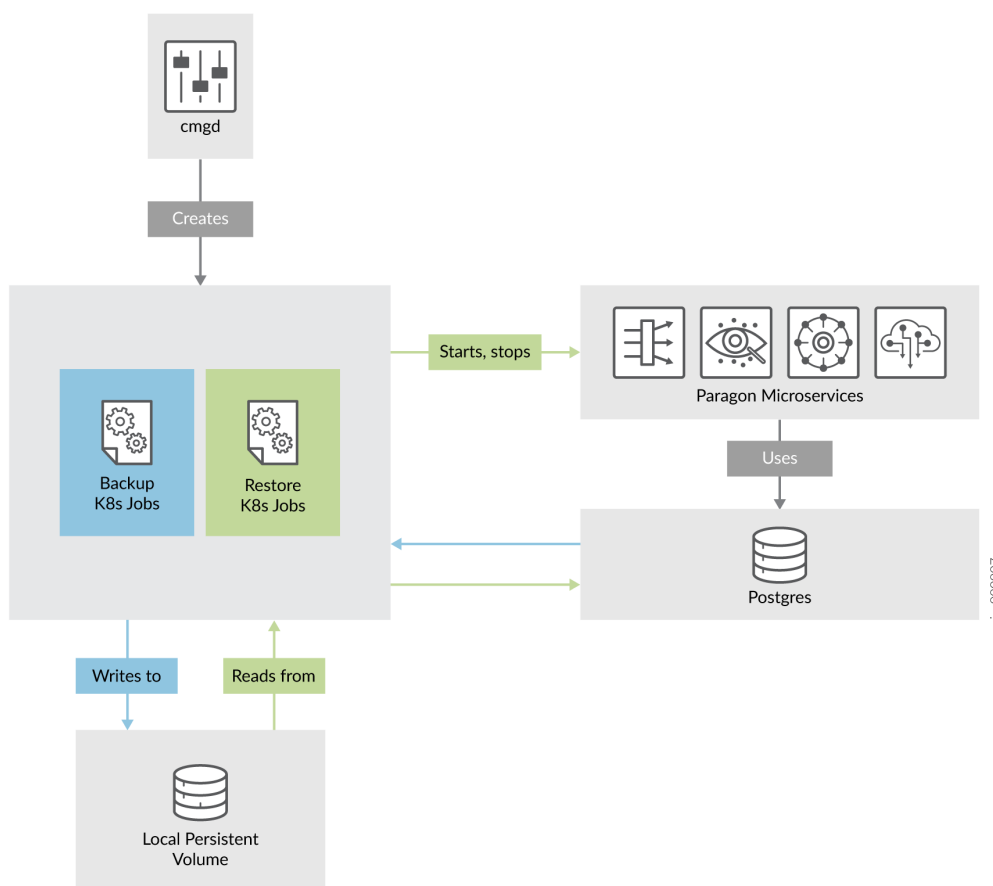 cmgd
Creates
Starts, stops
Paragon Microservices
Backup
K8s Jobs
Restore
K8s Jobs
Uses
Postgres
Writes to
Reads from
Local Persistent
Volume